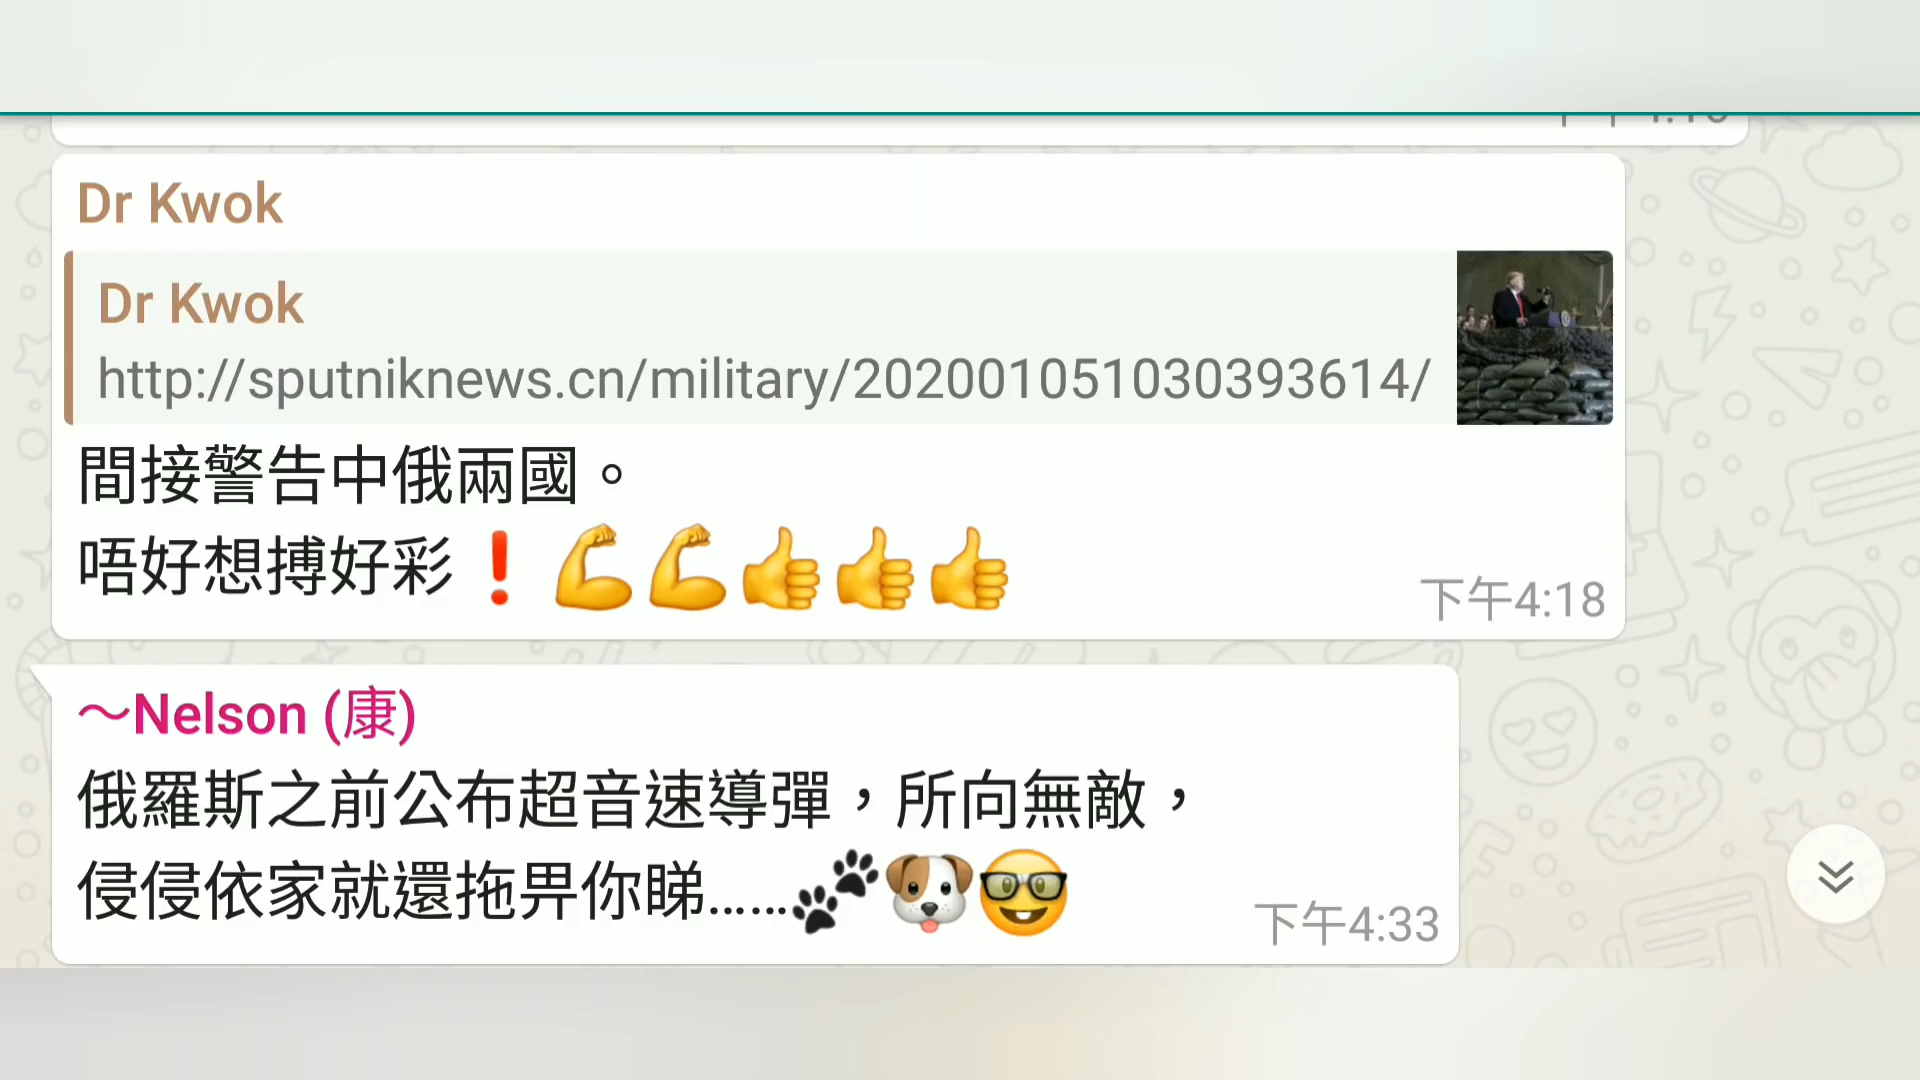 Dr Kwok
Dr Kwok
http://sputniknews.cn/military/202001051030393614/
間接警告中俄兩國。
唔好想搏好彩❗💪💪👍👍👍
下午4:18
～Nelson (康)
俄羅斯之前公布超音速導彈，所向無敵，
侵侵依家就還拖畀你睇……🐾🐶🤓
下午4:33